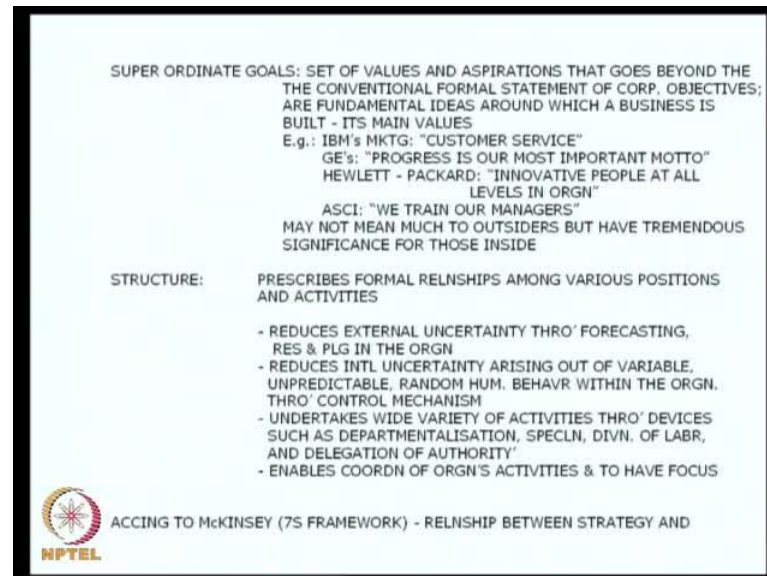 SUPER ORDINATE GOALS: SET OF VALUES AND ASPIRATIONS THAT GOES BEYOND THE
THE CONVENTIONAL FORMAL STATEMENT OF CORP. OBJECTIVES;
ARE FUNDAMENTAL IDEAS AROUND WHICH A BUSINESS IS
BUILT - ITS MAIN VALUES
E.g.: IBM's MKTG: "CUSTOMER SERVICE"
GE's: "PROGRESS IS OUR MOST IMPORTANT MOTTO"
HEWLETT - PACKARD: "INNOVATIVE PEOPLE AT ALL
LEVELS IN ORGN"
ASCI: "WE TRAIN OUR MANAGERS"
MAY NOT MEAN MUCH TO OUTSIDERS BUT HAVE TREMENDOUS
SIGNIFICANCE FOR THOSE INSIDE
STRUCTURE: PRESCRIBES FORMAL RELNSHIPS AMONG VARIOUS POSITIONS
AND ACTIVITIES
- REDUCES EXTERNAL UNCERTAINTY THRO' FORECASTING,
RES & PLG IN THE ORGN
- REDUCES INTL UNCERTAINTY ARISING OUT OF VARIABLE,
UNPREDICTABLE, RANDOM HUM. BEHAVR WITHIN THE ORGN.
THRO' CONTROL MECHANISM
- UNDERTAKES WIDE VARIETY OF ACTIVITIES THRO' DEVICES
SUCH AS DEPARTMENTALISATION, SPECLN, DIVN. OF LABR,
AND DELEGATION OF AUTHORITY'
- ENABLES COORDN OF ORGN'S ACTIVITIES & TO HAVE FOCUS
ACCING TO McKINSEY (7S FRAMEWORK) - RELNSHIP BETWEEN STRATEGY AND
NPTEL